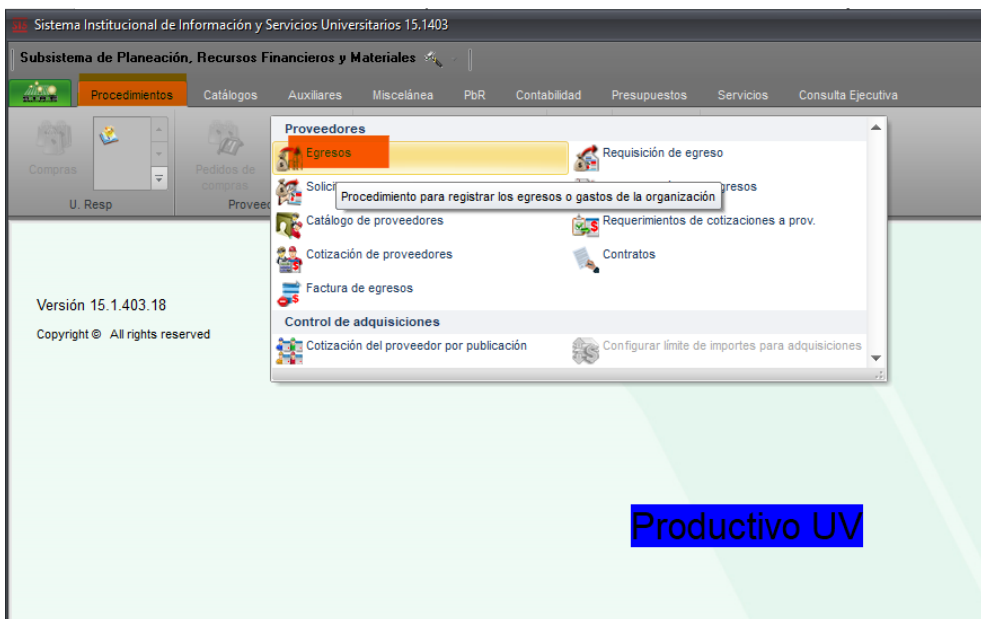 Sistema Institucional de Información y Servicios Universitarios 15.1403
Subsistema de Planeación, Recursos Financieros y Materiales
Procedimientos Catálogos Auxiliares Miscelánea PbR Contabilidad Presupuestos Servicios Consulta Ejecutiva
Compras
U. Resp
Pedidos de
compras
Provee
Proveedores
Egresos Requisición de egreso
Solici gresos
Procedimiento para registrar los egresos o gastos de la organización
Catálogo de proveedores Requerimientos de cotizaciones a prov.
Cotización de proveedores Contratos
Factura de egresos
Control de adquisiciones
Cotización del proveedor por publicación Configurar límite de importes para adquisiciones
Versión 15.1.403.18
Copyright © All rights reserved
Productivo UV